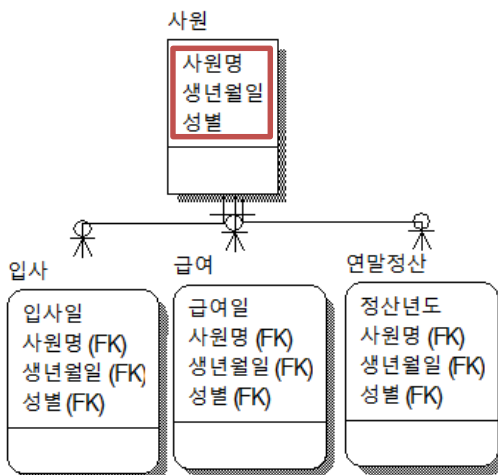 사원
사원명
생년월일
성별
입사
입사일
사원명 (FK)
생년월일 (FK)
성별 (FK)
급여
급여일
사원명 (FK)
생년월일 (FK)
성별 (FK)
연말정산
정산년도
사원명 (FK)
생년월일 (FK)
성별 (FK)